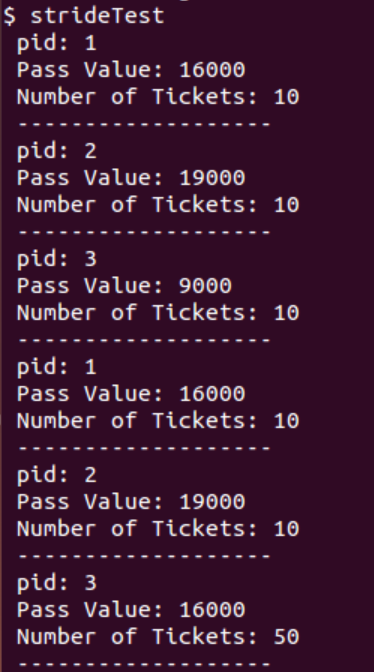 $ strideTest
pid: 1
Pass Value: 16000
Number of Tickets: 10
-------------------
pid: 2
Pass Value: 19000
Number of Tickets: 10
-------------------
pid: 3
Pass Value: 9000
Number of Tickets: 10
-------------------
pid: 1
Pass Value: 16000
Number of Tickets: 10
-------------------
pid: 2
Pass Value: 19000
Number of Tickets: 10
-------------------
pid: 3
Pass Value: 16000
Number of Tickets: 50
-------------------